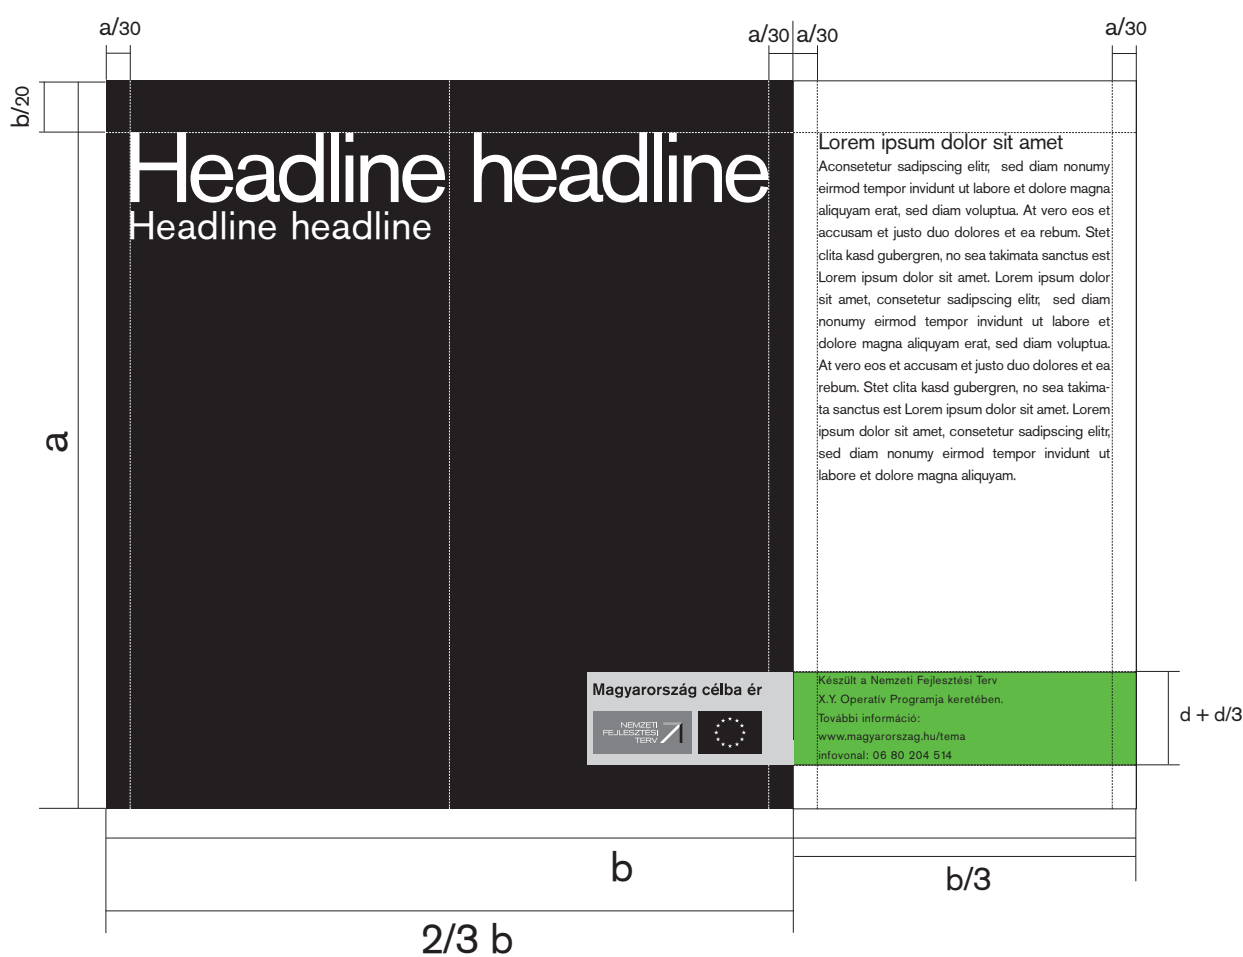 a/30
a/30
a/30
a/30
b/20
a
Headline headline
Headline headline
Lorem ipsum dolor sit amet
Aconsetetur sadipscing elitr, sed diam nonumy
eirmod tempor invidunt ut labore et dolore magna
aliquyam erat, sed diam voluptua. At vero eos et
accusam et justo duo dolores et ea rebum. Stet
clita kasd gubergren, no sea takimata sanctus est
Lorem ipsum dolor sit amet. Lorem ipsum dolor
sit amet, consetetur sadipscing elitr, sed diam
nonumy eirmod tempor invidunt ut labore et
dolore magna aliquyam erat, sed diam voluptua.
At vero eos et accusam et justo duo dolores et ea
rebum. Stet clita kasd gubergren, no sea takima-
ta sanctus est Lorem ipsum dolor sit amet. Lorem
ipsum dolor sit amet, consetetur sadipscing elitr,
sed diam nonumy eirmod tempor invidunt ut
labore et dolore magna aliquyam.
Magyarország célba ér
NEMZETI
FEJLESZTÉSI
TERV
Készült a Nemzeti Fejlesztési Terv
X.Y. Operatív Programja keretében.
További információ:
www.magyarorszag.hu/tema
infovonal: 06 80 204 514
d + d/3
b
b/3
2/3 b